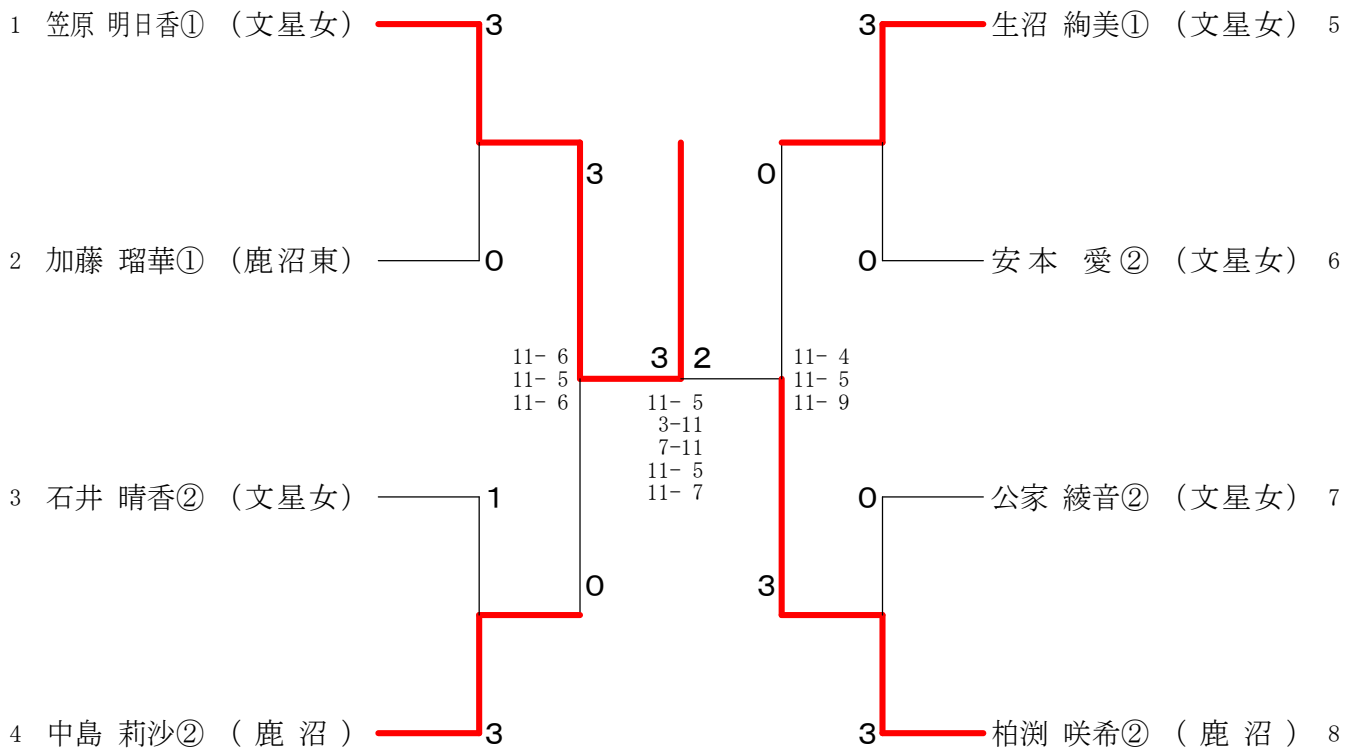 1 笠原 明日香① (文星女) 3
3 生沼 絢美① (文星女) 5
3
0
2 加藤 瑠華① (鹿沼東) 0
0 安本 愛② (文星女) 6
11- 6
11- 5
11- 6
3 2
11- 4
11- 5
11- 9
11- 5
3-11
7-11
11- 5
11- 7
3 石井 晴香② (文星女) 1
0 公家 綾音② (文星女) 7
0
3
4 中島 莉沙② (鹿沼) 3
3 柏渕 咲希② (鹿沼) 8